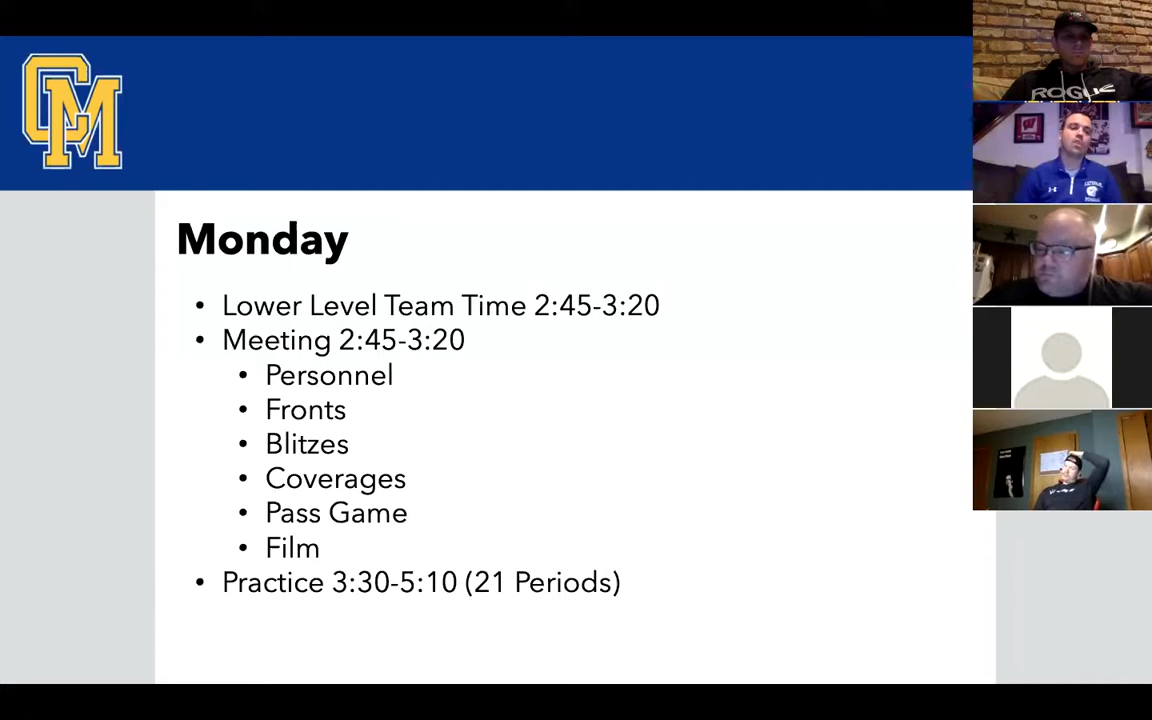 CM
ROGUE
Monday
• Lower Level Team Time 2:45-3:20
• Meeting 2:45-3:20
• Personnel
• Fronts
• Blitzes
• Coverages
• Pass Game
• Film
• Practice 3:30-5:10 (21 Periods)